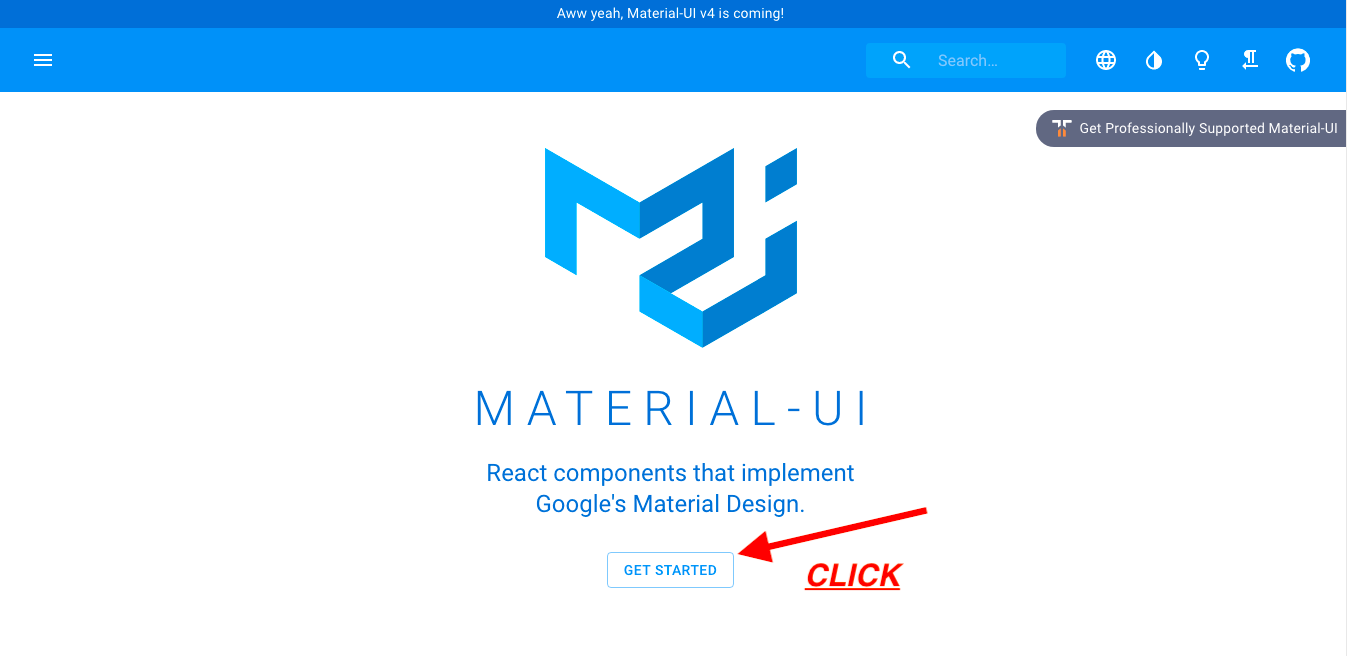 Aww yeah, Material-UI v4 is coming!
Search…
Get Professionally Supported Material-UI
MATERIAL-UI
React components that implement
Google's Material Design.
GET STARTED
CLICK